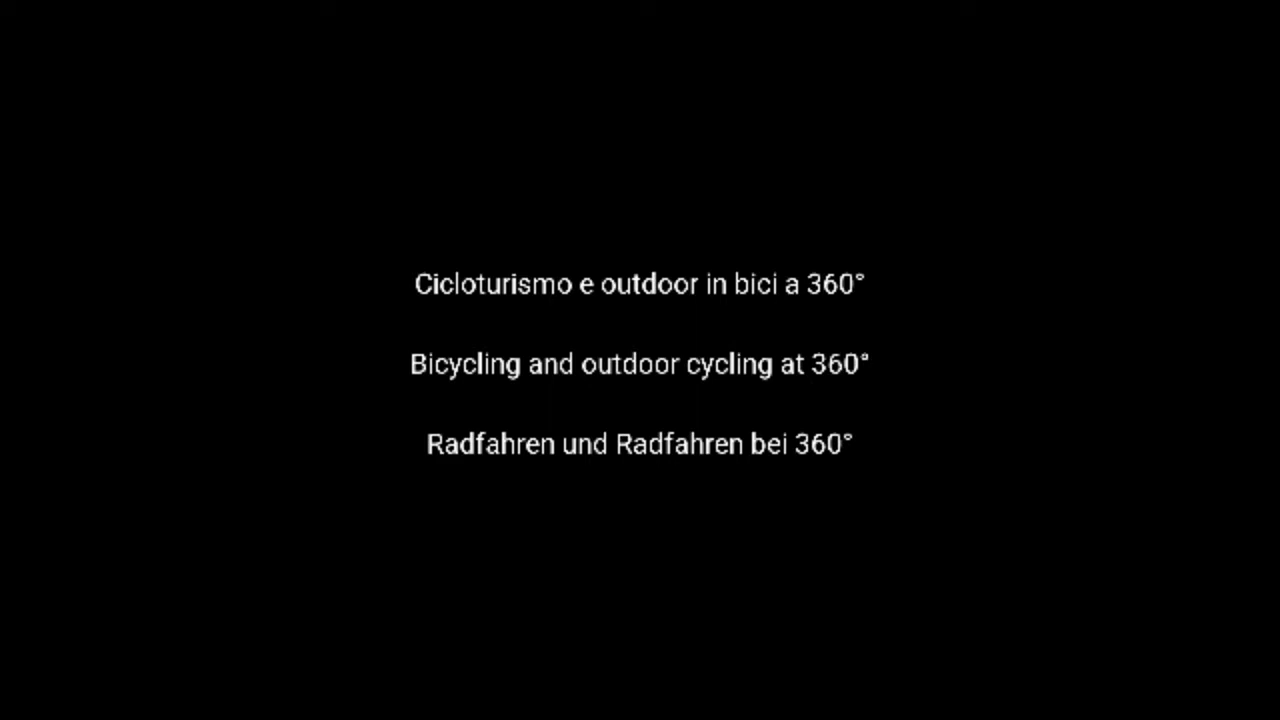 Cicloturismo e outdoor in bici a 360°
Bicycling and outdoor cycling at 360°
Radfahren und Radfahren bei 360°